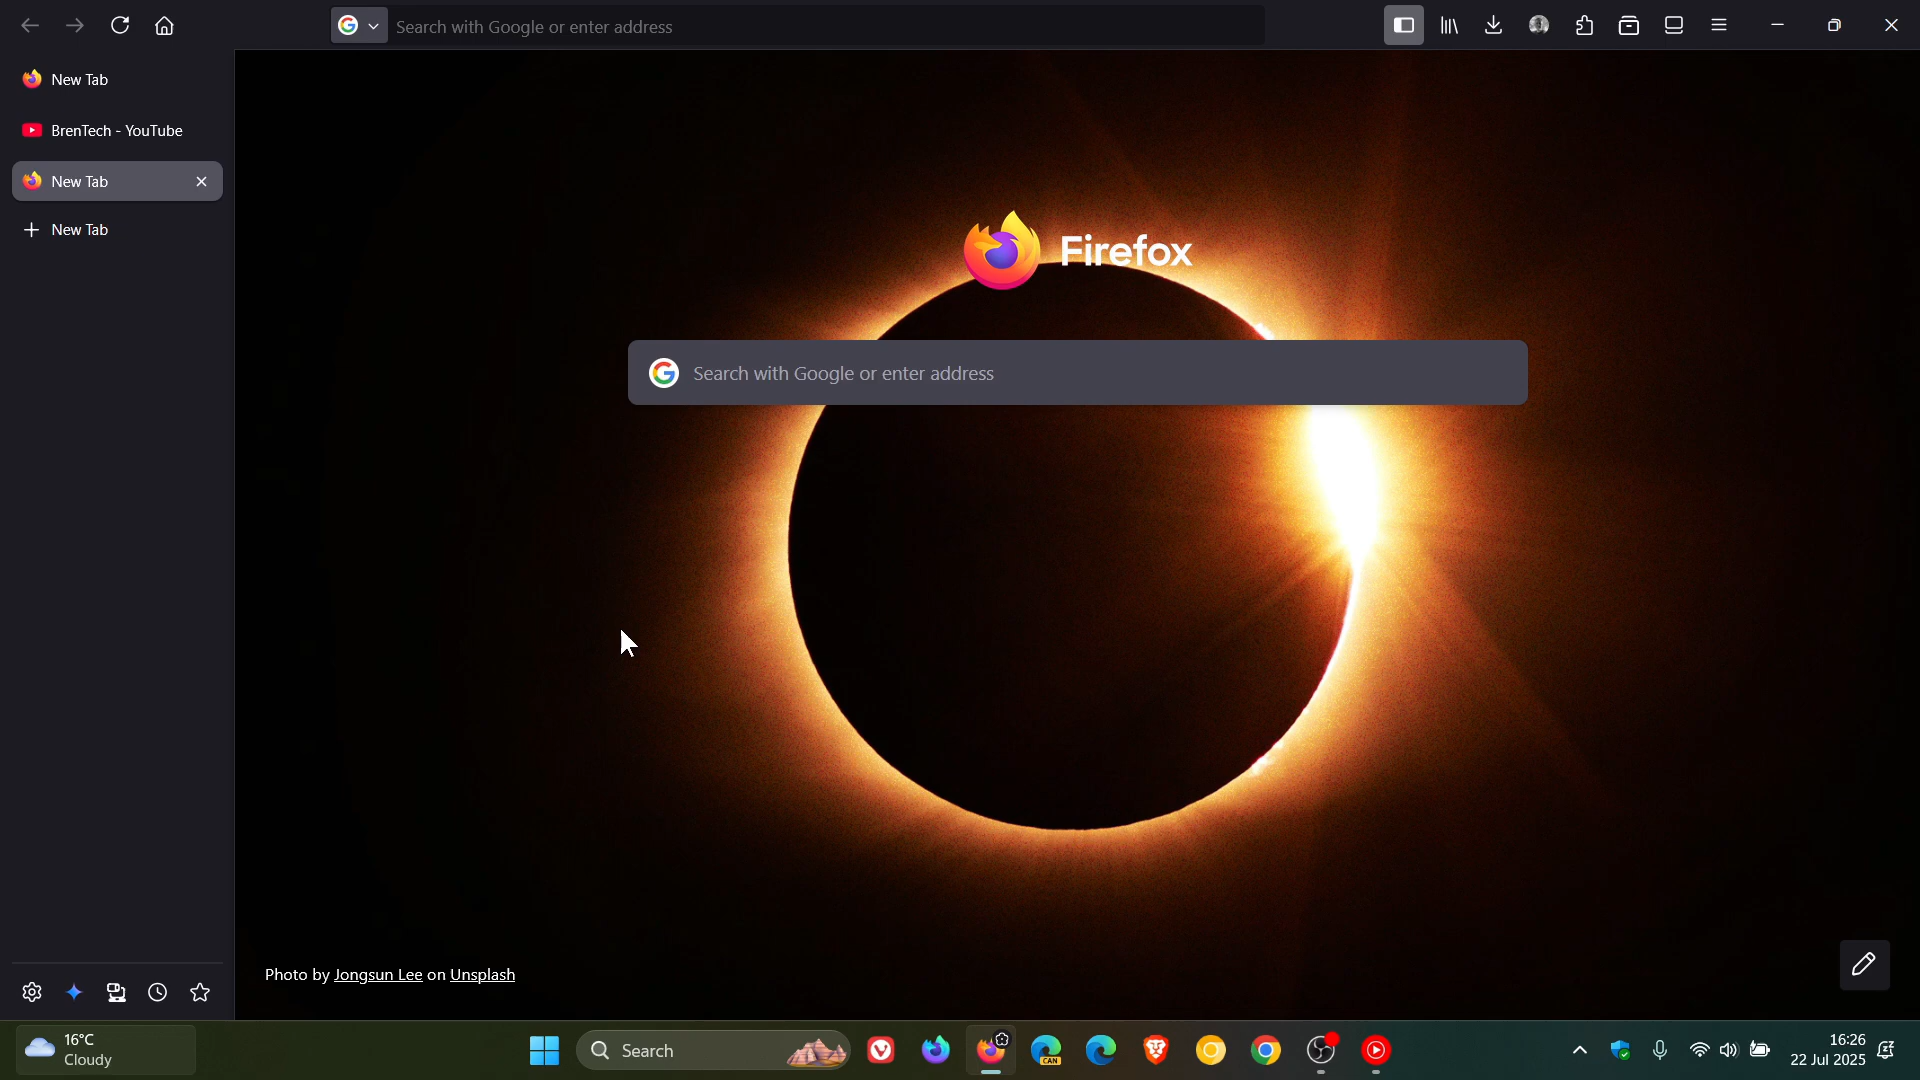 Search with Google or enter address
New Tab
BrenTech - YouTube
New Tab
New Tab
Firefox
Search with Google or enter address
Photo by Jongsun Lee on Unsplash
16°C
Cloudy
Search
CAN
16:26
22 Jul 2025